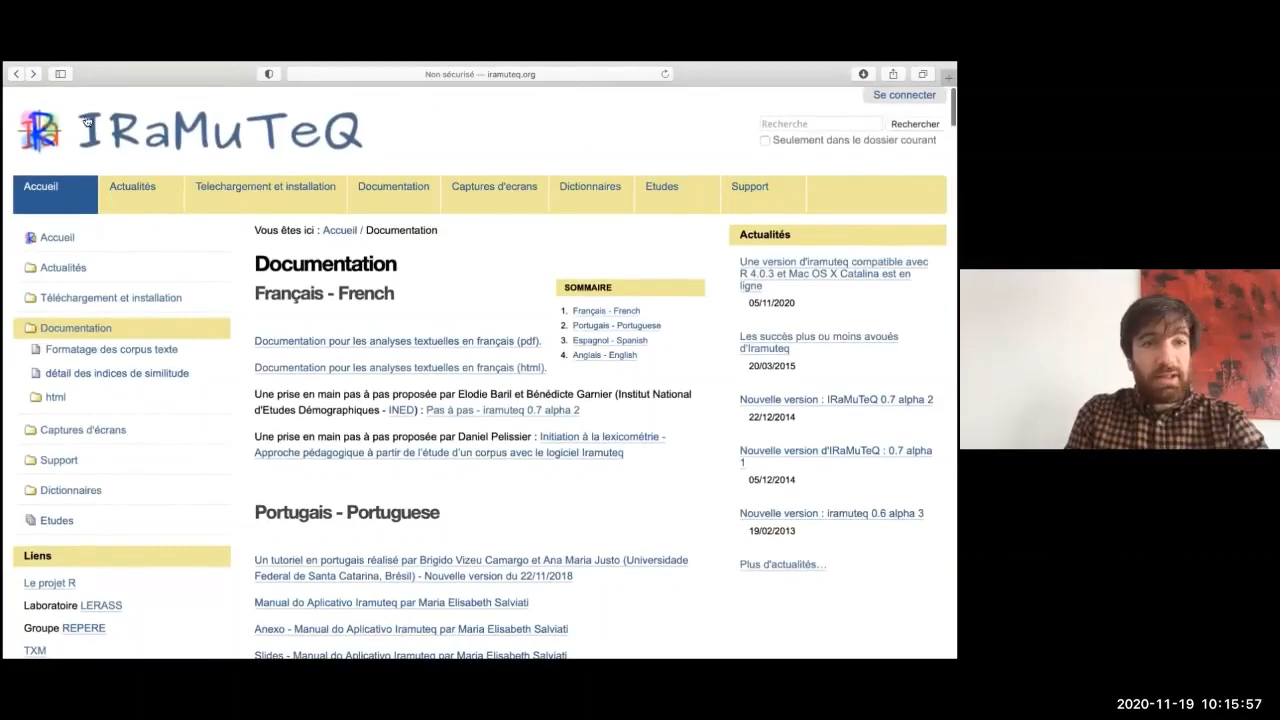 Non sécurisé — iramuteq.org
Se connecter
IRaMuTeQ
Recherche
Rechercher
Seulement dans le dossier courant
Accueil
Actualités
Telechargement et installation
Documentation
Captures d'ecrans
Dictionnaires
Etudes
Support
Accueil
Actualités
Téléchargement et installation
Documentation
Formatage des corpus texte
détail des indices de similitude
html
Captures d'écrans
Support
Dictionnaires
Etudes
Liens
Le projet R
Laboratoire LERASS
Groupe REPERE
TXM
Vous êtes ici : Accueil / Documentation
Documentation
Français - French
SOMMAIRE
1. Français - French
2. Portugais - Portuguese
3. Espagnol - Spanish
4. Anglais - English
Documentation pour les analyses textuelles en français (pdf).
Documentation pour les analyses textuelles en français (html).
Une prise en main pas à pas proposée par Elodie Baril et Bénédicte Garnier (Institut National
d'Etudes Démographiques - INED) : Pas à pas - iramuteq 0.7 alpha 2
Une prise en main pas à pas proposée par Daniel Pelissier : Initiation à la lexicométrie -
Approche pédagogique à partir de l'étude d'un corpus avec le logiciel Iramuteq
Portugais - Portuguese
Un tutoriel en portugais réalisé par Brigido Vizeu Camargo et Ana Maria Justo (Universidade
Federal de Santa Catarina, Brésil) - Nouvelle version du 22/11/2018
Manual do Aplicativo Iramuteq par Maria Elisabeth Salviati
Anexo - Manual do Aplicativo Iramuteq par Maria Elisabeth Salviati
Slides - Manual do Aplicativo Iramuteq par Maria Elisabeth Salviati
Actualités
Une version d'iramuteq compatible avec
R 4.0.3 et Mac OS X Catalina est en
ligne
05/11/2020
Les succès plus ou moins avoués
d'Iramuteq
20/03/2015
Nouvelle version : IRaMuTeQ 0.7 alpha 2
22/12/2014
Nouvelle version d'IRaMuTeQ : 0.7 alpha
1
05/12/2014
Nouvelle version : iramuteq 0.6 alpha 3
19/02/2013
Plus d'actualités…
2020-11-19 10:15:57